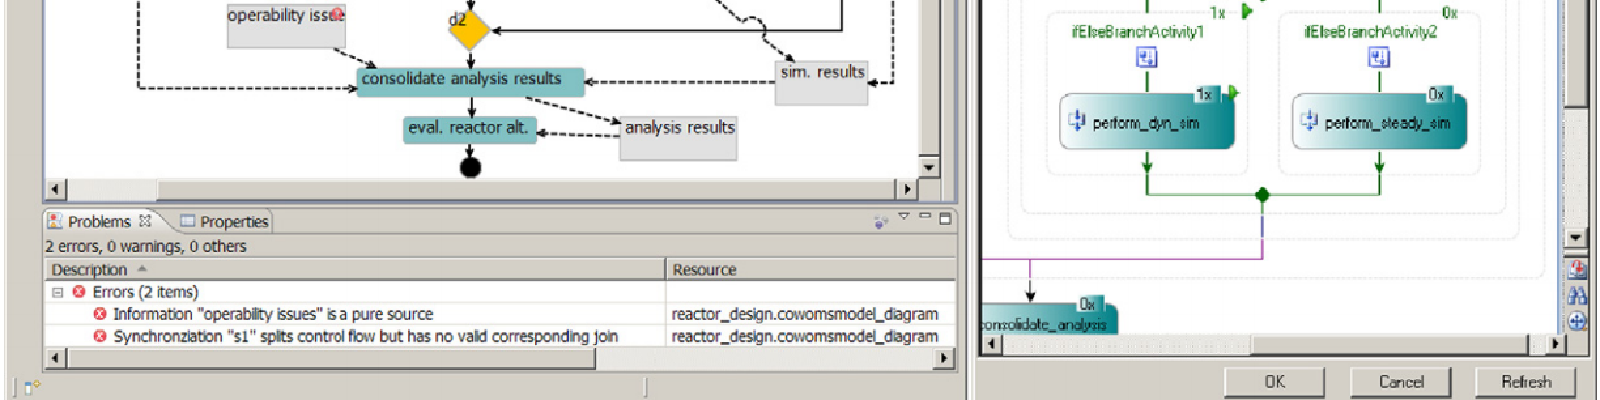 operability issue
d2
consolidate analysis results
sim. results
eval. reactor alt.
analysis results
Problems
Properties
2 errors, 0 warnings, 0 others
Description
Resource
Errors (2 items)
Information "operability issues" is a pure source
reactor_design.cowomsmodel_diagram
Synchronziation "s1" splits control flow but has no valid corresponding join
reactor_design.cowomsmodel_diagram
1x
0x
ifElseBranchActivity1
ifElseBranchActivity2
1x
0x
perform_dyn_sim
perform_steady_sim
0x
consolidate_analysis
OK
Cancel
Refresh